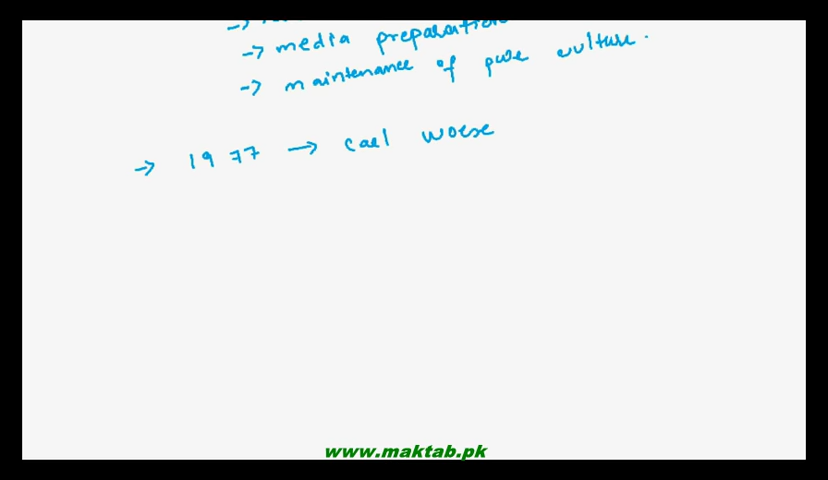 → media preparation
→ maintenance of pure culture.
→ 1977 → Carl Woese
www.maktab.pk